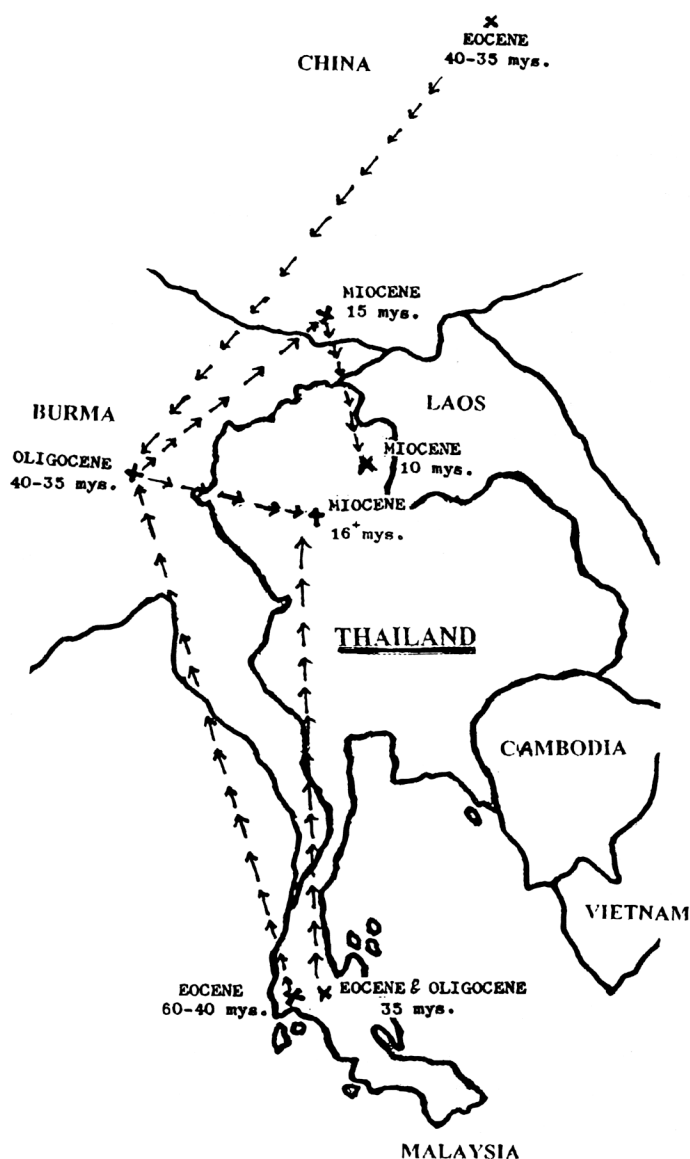 EOCENE
40-35 mys.
CHINA
MIOCENE
15 mys.
BURMA
LAOS
OLIGOCENE
40-35 mys.
MIOCENE
10 mys.
MIOCENE
16+ mys.
THAILAND
CAMBODIA
VIETNAM
EOCENE
60-40 mys.
EOCENE & OLIGOCENE
35 mys.
MALAYSIA